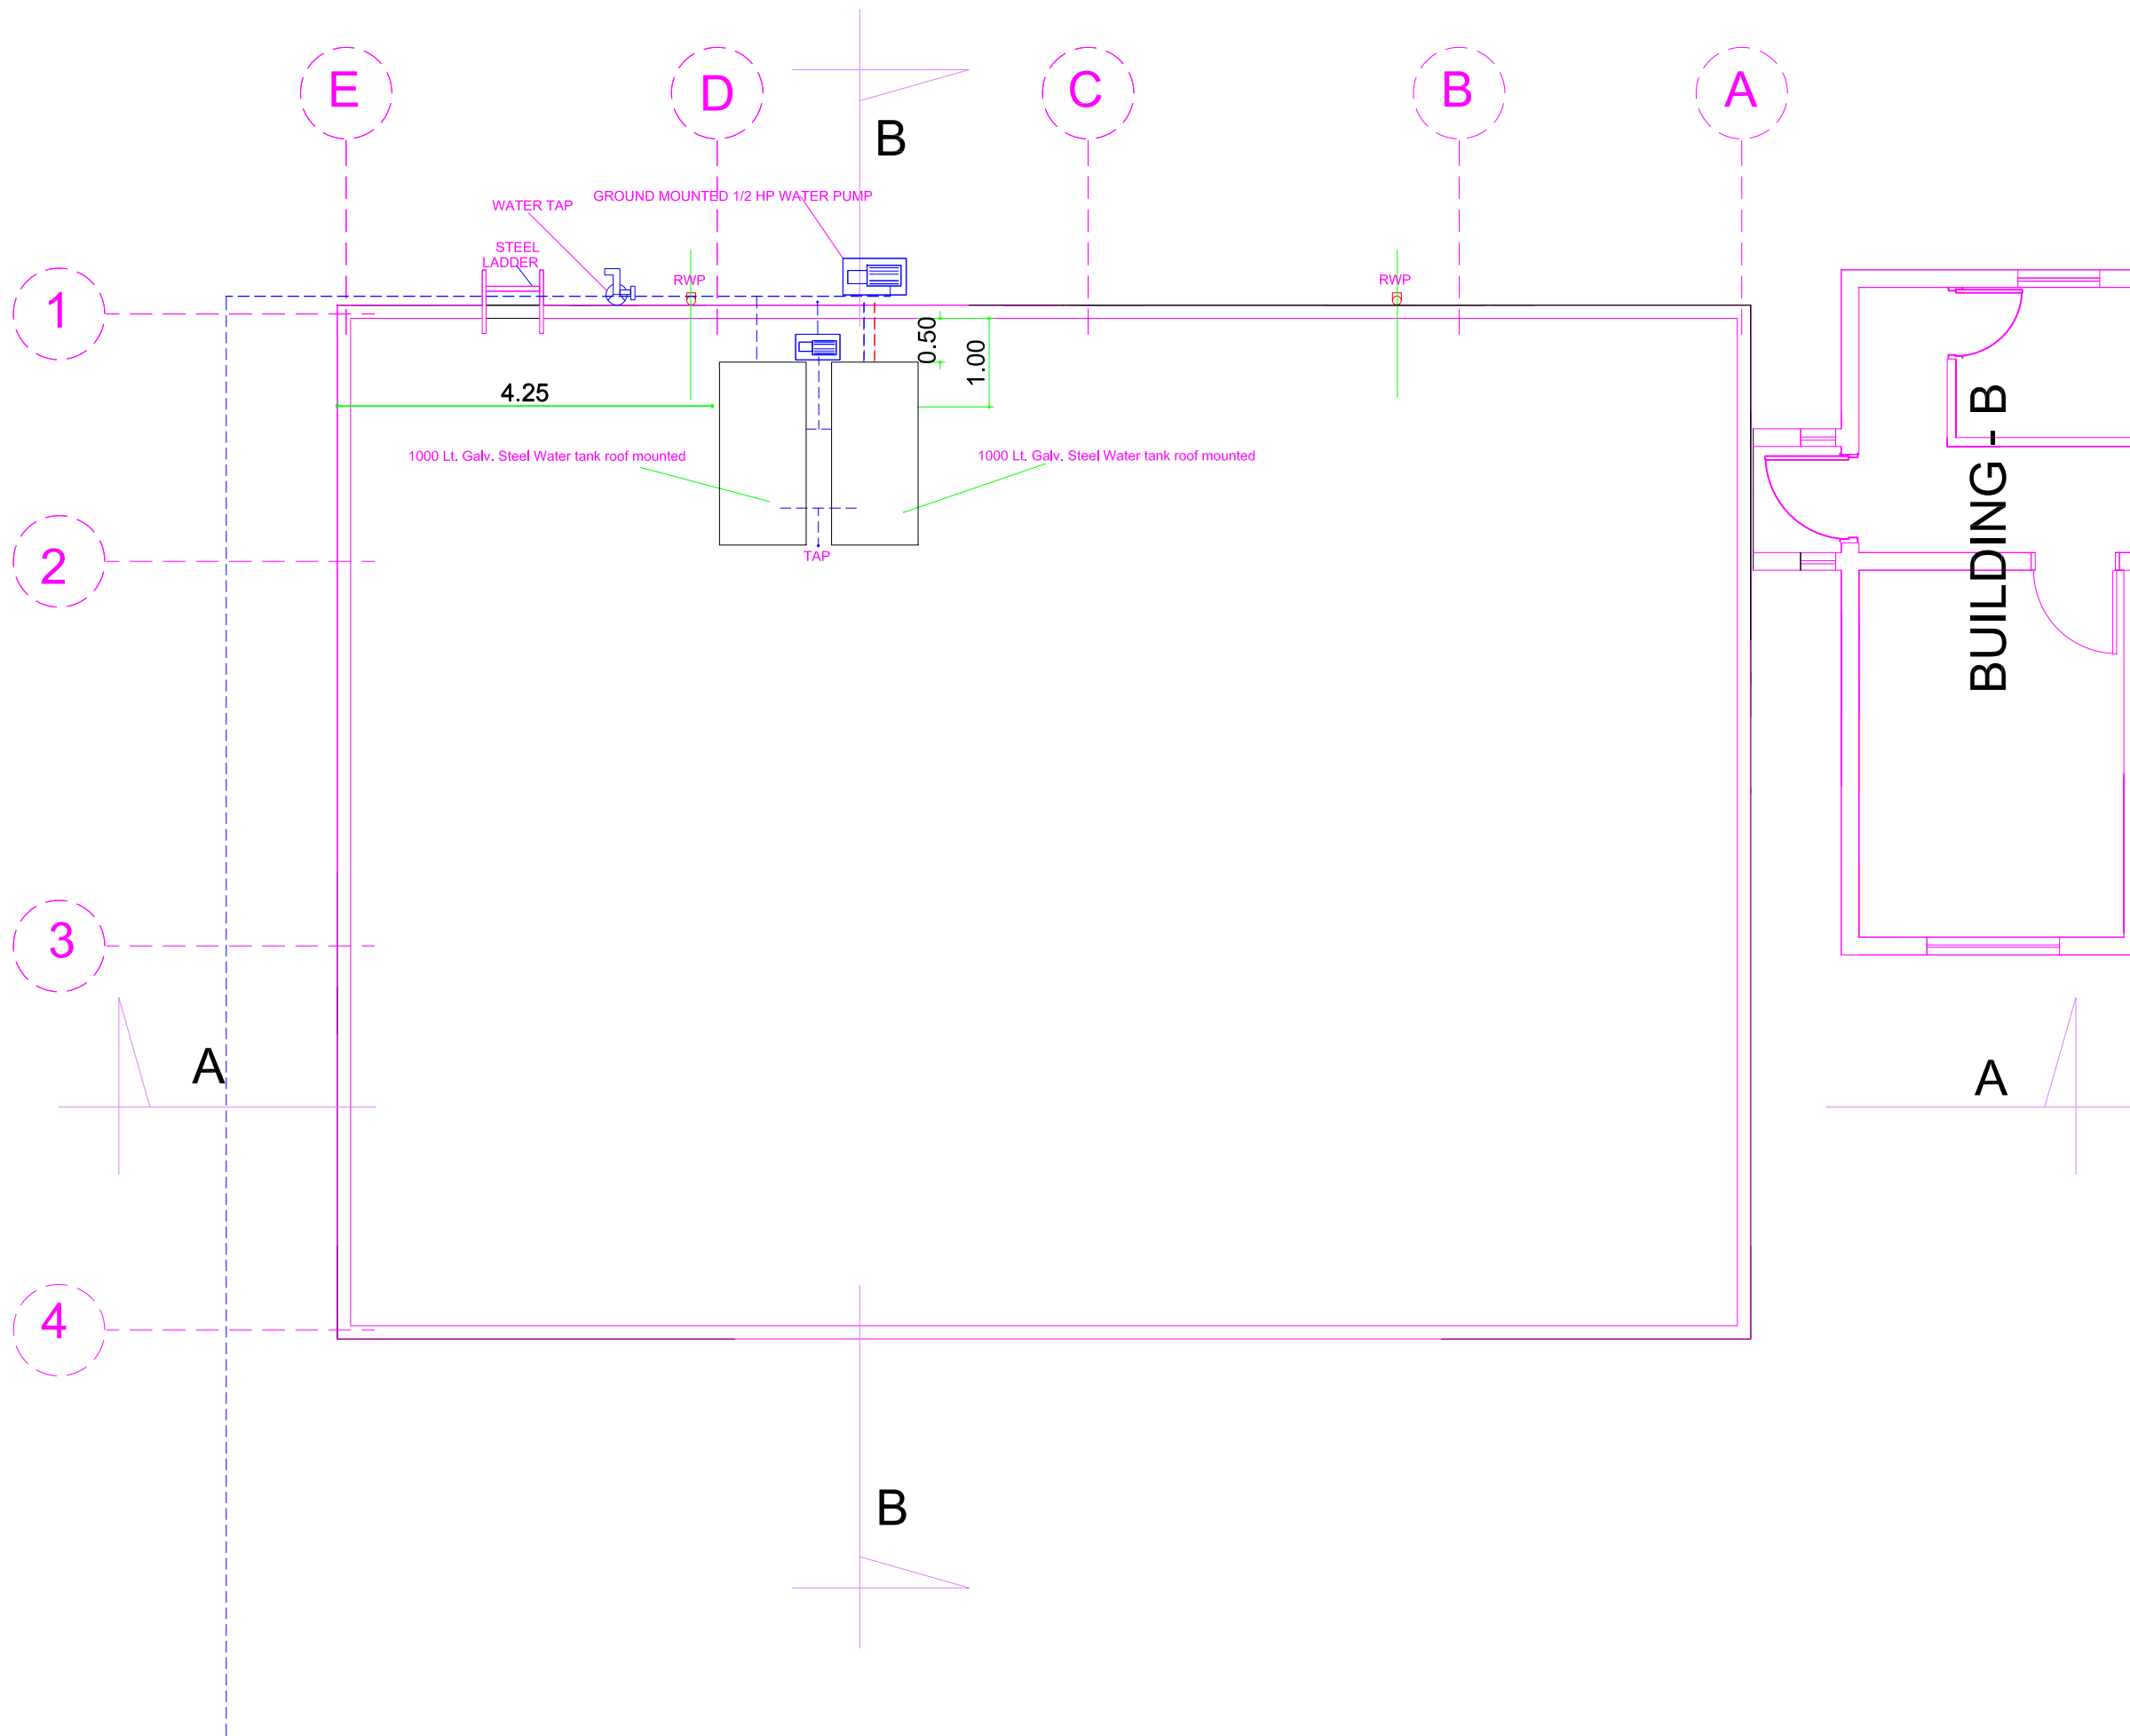 E
D
C
B
A
B
GROUND MOUNTED 1/2 HP WATER PUMP
WATER TAP
STEEL
LADDER
RWP
RWP
1
0.50
1.00
4.25
1000 Lt. Galv. Steel Water tank roof mounted
1000 Lt. Galv. Steel Water tank roof mounted
TAP
2
BUILDING - B
3
A
A
4
B